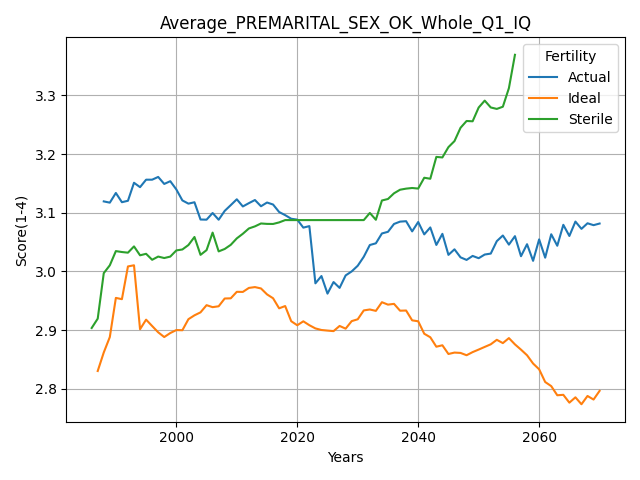 Average_PREMARITAL_SEX_OK_Whole_Q1_IQ
Fertility
Actual
Ideal
Sterile
Score(1-4)
3.3
3.2
3.1
3.0
2.9
2.8
2000 2020 2040 2060
Years